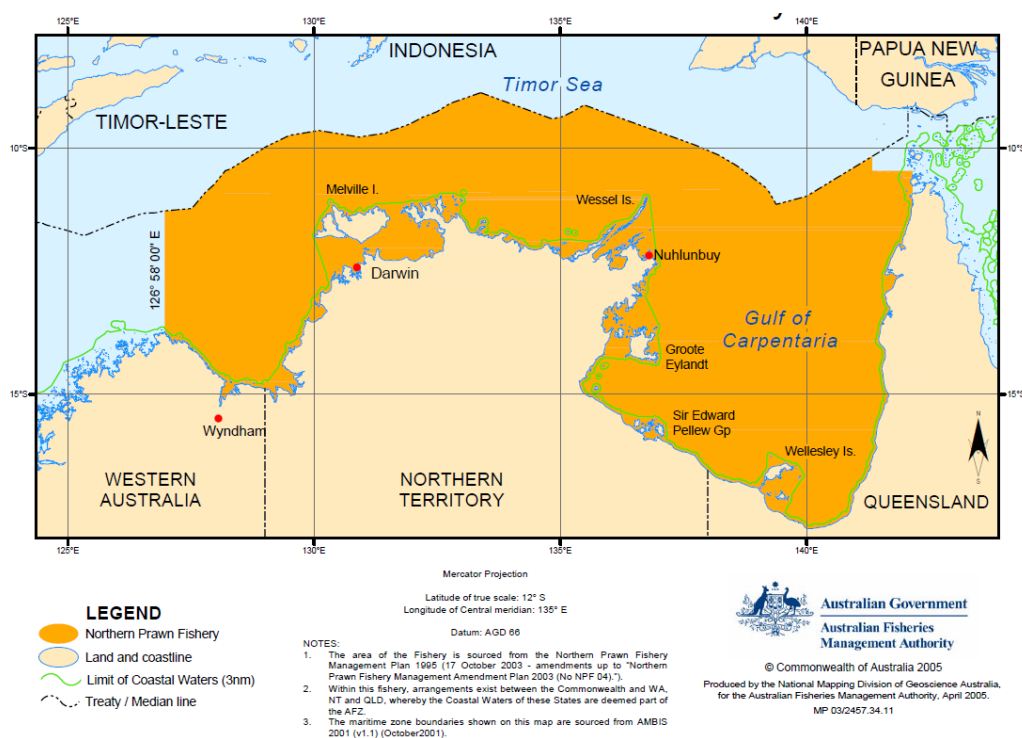 125°E
130°E
135°E
140°E
INDONESIA
PAPUA NEW
GUINEA
Timor Sea
TIMOR-LESTE
10°S
10°S
Melville I.
Wessel Is.
126° 58' 00" E
Darwin
Nuhlunbuy
Gulf of
Carpentaria
Groote
Eylandt
15°S
15°S
Wyndham
Sir Edward
Pellew Gp
Wellesley Is.
WESTERN
AUSTRALIA
NORTHERN
TERRITORY
QUEENSLAND
125°E
130°E
135°E
140°E
Mercator Projection
Latitude of true scale: 12° S
Longitude of Central meridian: 135° E
Datum: AGD 66
LEGEND
Northern Prawn Fishery
Land and coastline
Limit of Coastal Waters (3nm)
Treaty / Median line
NOTES:
1. The area of the Fishery is sourced from the Northern Prawn Fishery
Management Plan 1995 (17 October 2003 - amendments up to "Northern
Prawn Fishery Management Amendment Plan 2003 (No NPF 04).").
2. Within this fishery, arrangements exist between the Commonwealth and WA,
NT and QLD, whereby the Coastal Waters of these States are deemed part
of the AFZ.
3. The maritime zone boundaries shown on this map are sourced from AMBIS
2001 (v1.1) (October2001).
Australian Government
Australian Fisheries
Management Authority
© Commonwealth of Australia 2005
Produced by the National Mapping Division of Geoscience Australia,
for the Australian Fisheries Management Authority, April 2005.
MP 03/2457.34.11